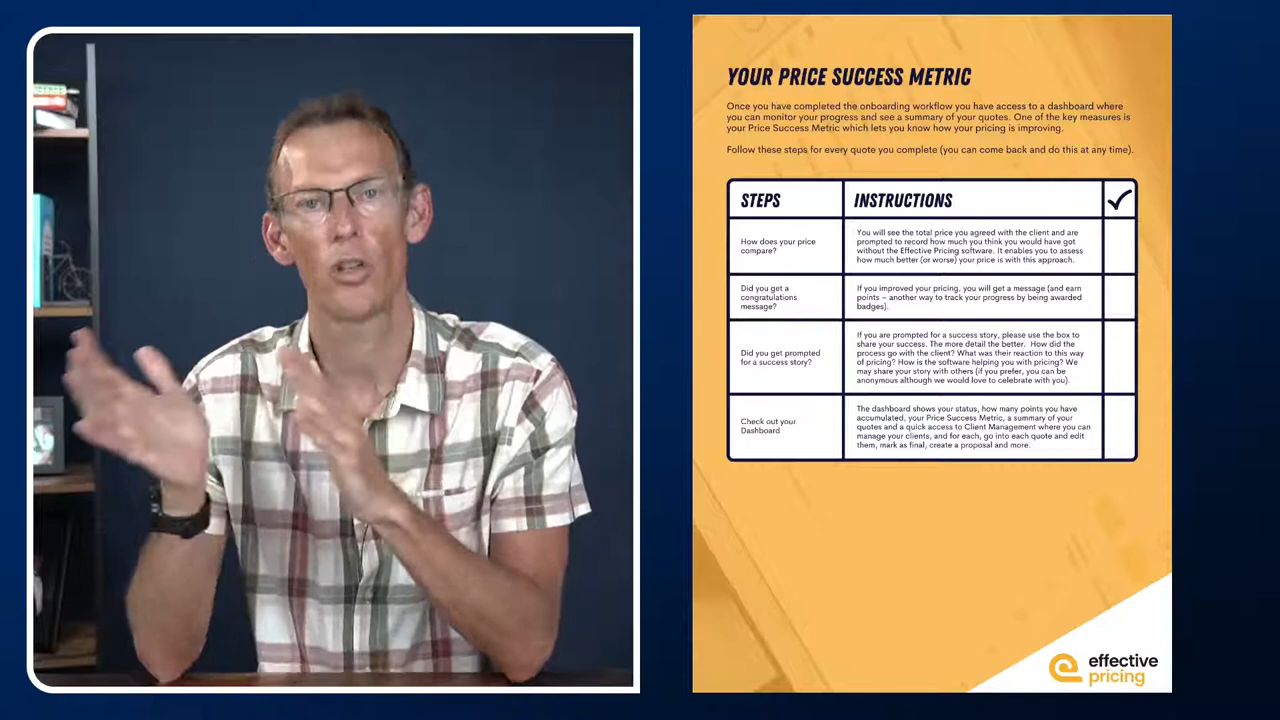 YOUR PRICE SUCCESS METRIC
Once you have completed the onboarding workflow you have access to a dashboard where
you can monitor your progress and see a summary of your quotes. One of the key measures is
your Price Success Metric which lets you know how your pricing is improving.
Follow these steps for every quote you complete (you can come back and do this at any time).
STEPS
INSTRUCTIONS
How does your price
compare?
You will see the total price you agreed with the client and are
prompted to record how much you think you would have got
without the Effective Pricing software. It enables you to assess
how much better (or worse) your price is with this approach.
Did you get a
congratulations
message?
If you improved your pricing, you will get a message (and earn
points – another way to track your progress by being awarded
badges).
Did you get prompted
for a success story?
If you are prompted for a success story, please use the box to
share your success. The more detail the better. How did the
process go with the client? What was their reaction to this way
of pricing? How is the software helping you with pricing? We
may share your story with others (if you prefer, you can be
anonymous although we would love to celebrate with you).
Check out your
Dashboard
The dashboard shows your status, how many points you have
accumulated, your Price Success Metric, a summary of your
quotes and a quick access to Client Management where you can
manage your clients, and for each, go into each quote and edit
them, mark as final, create a proposal and more.
effective
pricing